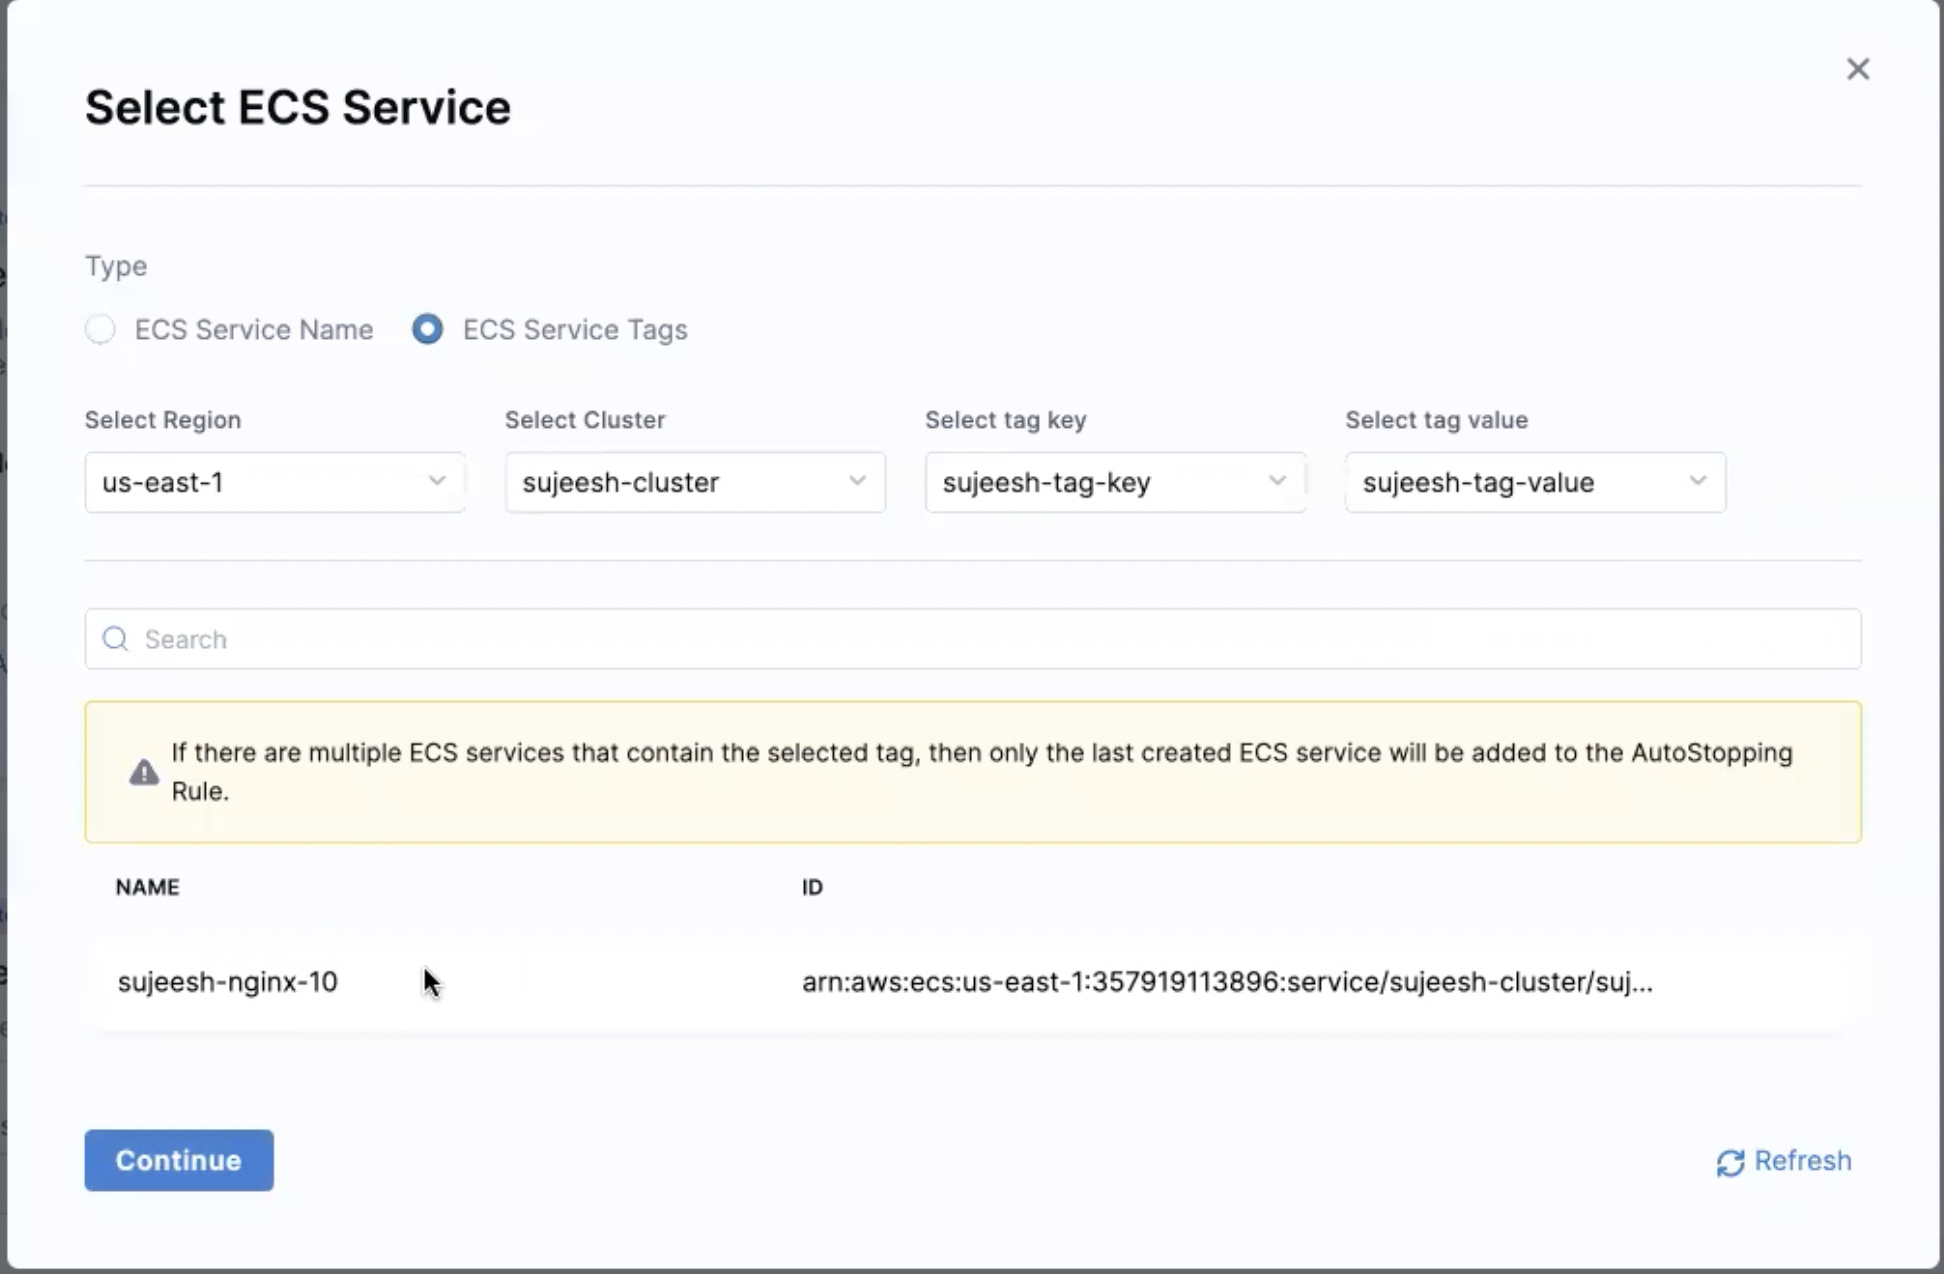 Select ECS Service
Type
ECS Service Name ECS Service Tags
Select Region Select Cluster Select tag key Select tag value
us-east-1 sujeesh-cluster sujeesh-tag-key sujeesh-tag-value
Search
If there are multiple ECS services that contain the selected tag, then only the last created ECS service will be added to the AutoStopping
Rule.
NAME ID
sujeesh-nginx-10 arn:aws:ecs:us-east-1:357919113896:service/sujeesh-cluster/suj...
Continue Refresh